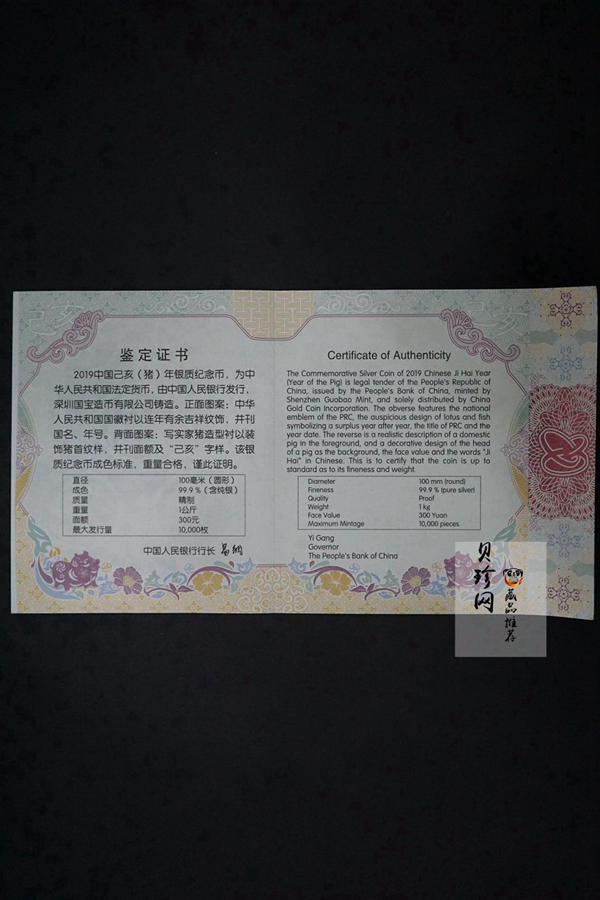 鉴定证书
2019中国己亥（猪）年银质纪念币，为中
华人民共和国法定货币，由中国人民银行发行，
深圳国宝造币有限公司铸造。正面图案：中华
人民共和国国徽衬以连年有余吉祥纹饰，并刊
国名、年号。背面图案：写实家猪造型衬以装
饰猪首纹样，并刊面额及“己亥”字样。该银
质纪念币成色标准，重量合格，谨此证明。
直径 100毫米（圆形）
成色 99.9%（含纯银）
质量 精制
重量 1公斤
面额 300元
最大发行量 10,000枚
中国人民银行行长 易纲
Certificate of Authenticity
The Commemorative Silver Coin of 2019 Chinese Ji Hai Year
(Year of the Pig) is legal tender of the People's Republic of
China, issued by the People's Bank of China, minted by
Shenzhen Guobao Mint, and solely distributed by China
Gold Coin Incorporation. The obverse features the national
emblem of the PRC, the auspicious design of lotus and fish
symbolizing a surplus year after year, the title of PRC and the
year date. The reverse is a realistic description of a domestic
pig in the foreground, and a decorative design of the head
of a pig as the background, the face value and the words "Ji
Hai" in Chinese. This is to certify that the coin is up to
standard as to its fineness and weight.
Diameter 100 mm (round)
Fineness 99.9 % (pure silver)
Quality Proof
Weight 1 kg
Face Value 300 Yuan
Maximum Mintage 10,000 pieces
Yi Gang
Governor
The People's Bank of China
贝珍网
藏品推荐